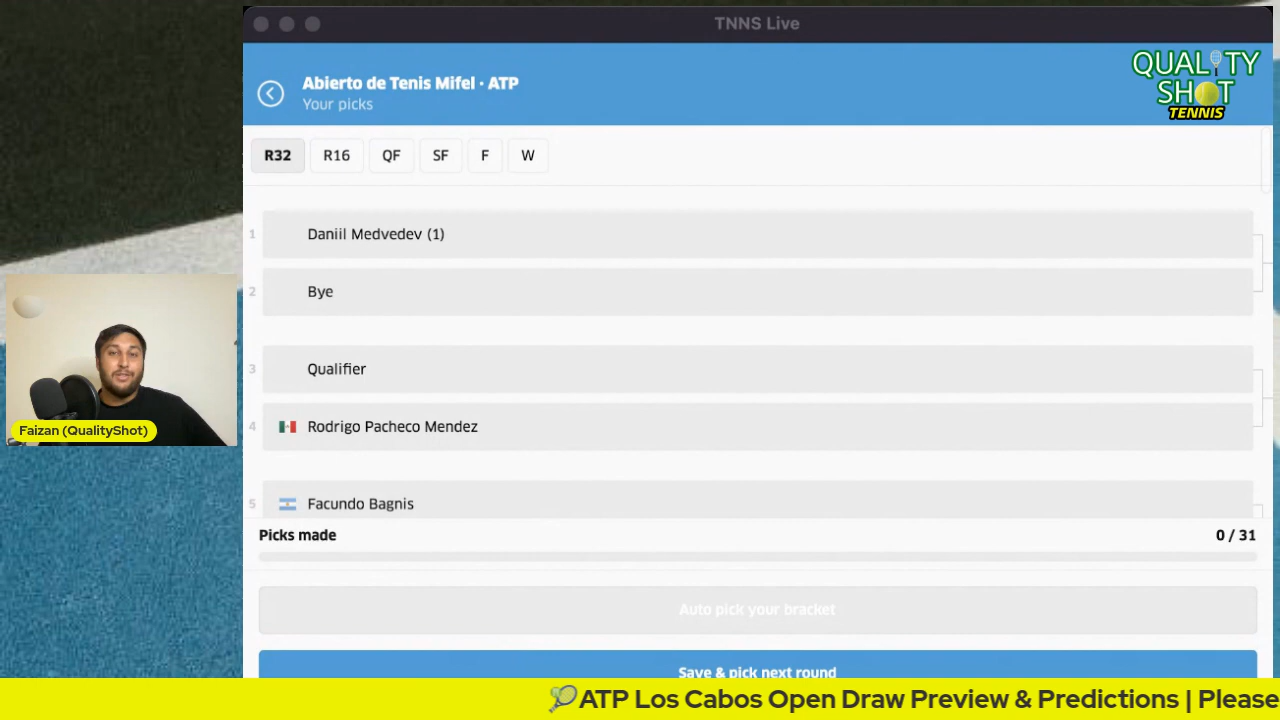 TNNS Live
Abierto de Tenis Mifel · ATP
Your picks
QUALITY
SHOT
TENNIS
R32 R16 QF SF F W
1 Daniil Medvedev (1)
2 Bye
3 Qualifier
4 Rodrigo Pacheco Mendez
5 Facundo Bagnis
Faizan (QualityShot)
Picks made 0 / 31
Auto pick your bracket
Save & pick next round
ATP Los Cabos Open Draw Preview & Predictions | Please